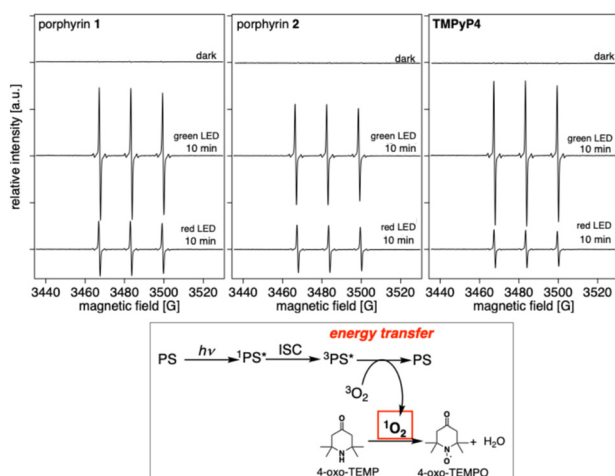 porphyrin 1
porphyrin 2
TMPyP4
dark
dark
dark
relative intensity [a.u.]
green LED
10 min
green LED
10 min
green LED
10 min
red LED
10 min
red LED
10 min
red LED
10 min
3440 3460 3480 3500 3520
3440 3460 3480 3500 3520
3440 3460 3480 3500 3520
magnetic field [G]
magnetic field [G]
magnetic field [G]
energy transfer
PS hν ¹PS* ISC ³PS* PS
³O₂
¹O₂
O
O
N
H
N
O·
+ H₂O
4-oxo-TEMP
4-oxo-TEMPO